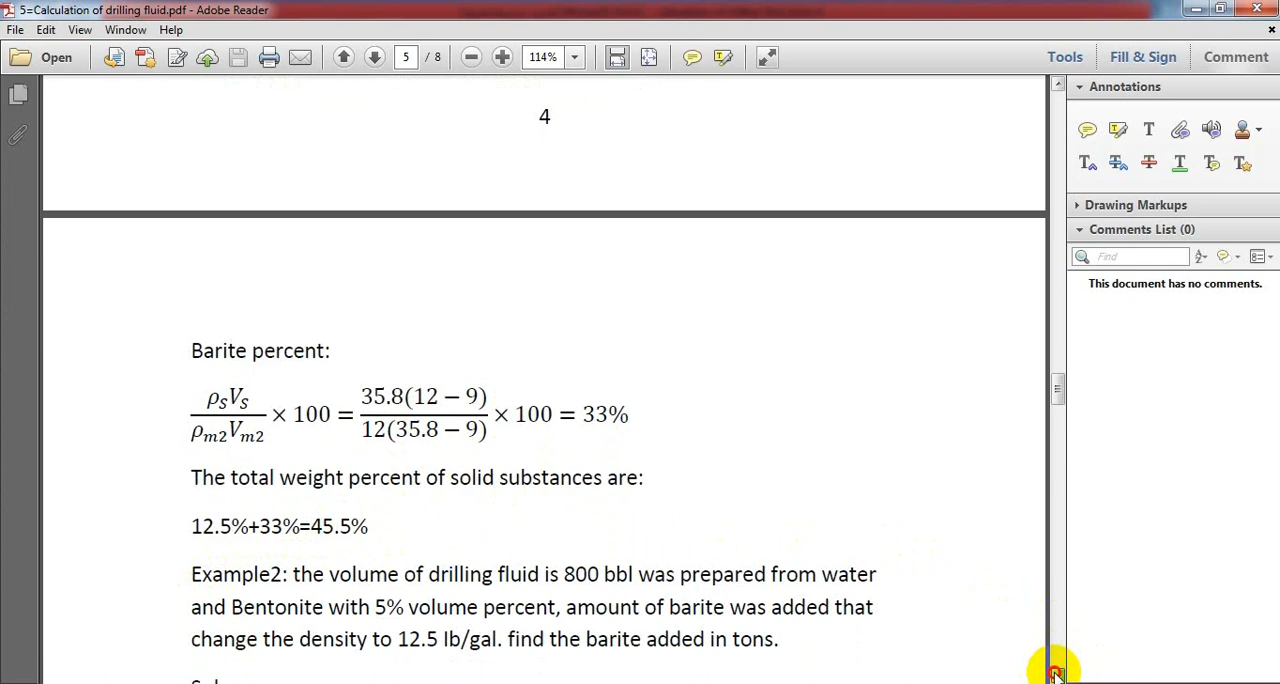 5=Calculation of drilling fluid.pdf - Adobe Reader
File Edit View Window Help
Open 5 / 8 114% Tools Fill & Sign Comment
Annotations
4
Drawing Markups
Comments List (0)
Find
This document has no comments.
Barite percent:
ρ_S V_S / ρ_m2 V_m2 × 100 = 35.8(12 − 9) / 12(35.8 − 9) × 100 = 33%
The total weight percent of solid substances are:
12.5%+33%=45.5%
Example2: the volume of drilling fluid is 800 bbl was prepared from water
and Bentonite with 5% volume percent, amount of barite was added that
change the density to 12.5 lb/gal. find the barite added in tons.